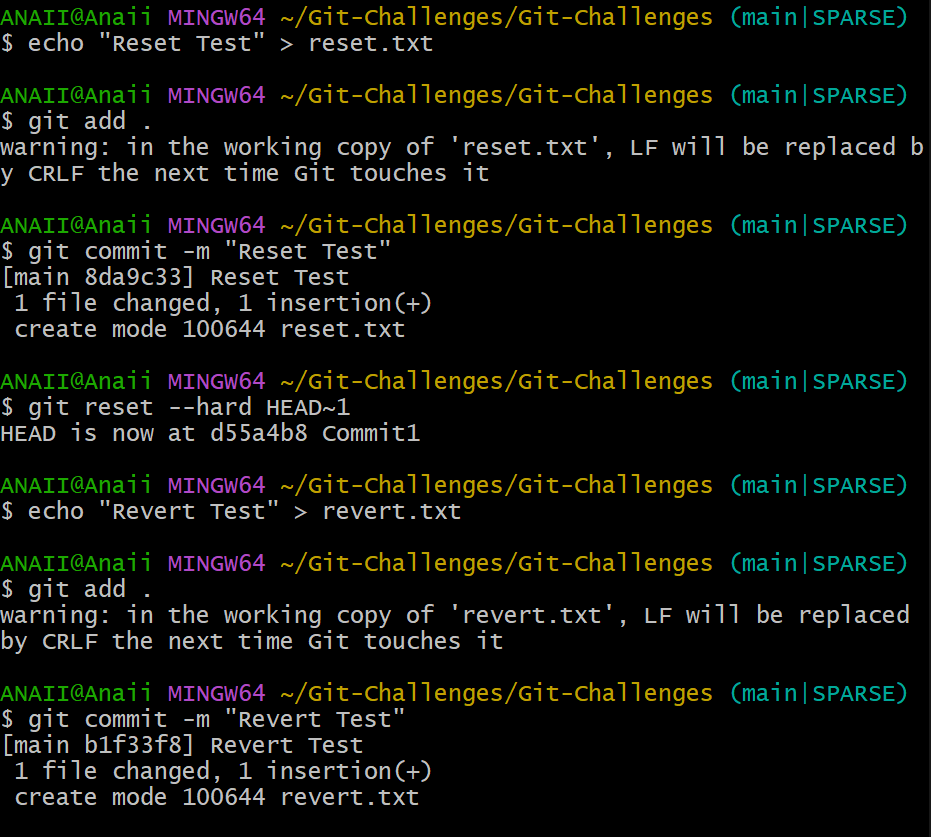 ANAII@Anaii MINGW64 ~/Git-Challenges/Git-Challenges (main|SPARSE)
$ echo "Reset Test" > reset.txt
ANAII@Anaii MINGW64 ~/Git-Challenges/Git-Challenges (main|SPARSE)
$ git add .
warning: in the working copy of 'reset.txt', LF will be replaced b
y CRLF the next time Git touches it
ANAII@Anaii MINGW64 ~/Git-Challenges/Git-Challenges (main|SPARSE)
$ git commit -m "Reset Test"
[main 8da9c33] Reset Test
 1 file changed, 1 insertion(+)
 create mode 100644 reset.txt
ANAII@Anaii MINGW64 ~/Git-Challenges/Git-Challenges (main|SPARSE)
$ git reset --hard HEAD~1
HEAD is now at d55a4b8 Commit1
ANAII@Anaii MINGW64 ~/Git-Challenges/Git-Challenges (main|SPARSE)
$ echo "Revert Test" > revert.txt
ANAII@Anaii MINGW64 ~/Git-Challenges/Git-Challenges (main|SPARSE)
$ git add .
warning: in the working copy of 'revert.txt', LF will be replaced
by CRLF the next time Git touches it
ANAII@Anaii MINGW64 ~/Git-Challenges/Git-Challenges (main|SPARSE)
$ git commit -m "Revert Test"
[main b1f33f8] Revert Test
 1 file changed, 1 insertion(+)
 create mode 100644 revert.txt